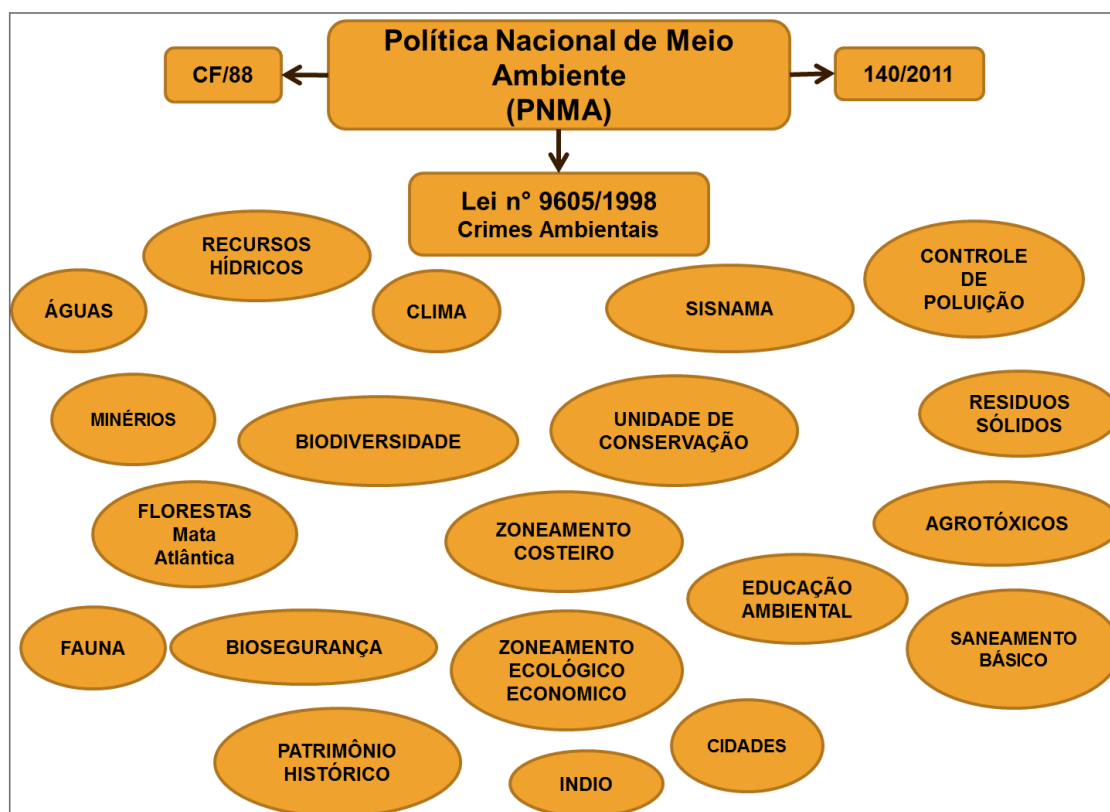 Política Nacional de Meio
Ambiente
(PNMA)
CF/88
140/2011
Lei n° 9605/1998
Crimes Ambientais
RECURSOS
HÍDRICOS
CONTROLE
DE
POLUIÇÃO
ÁGUAS
CLIMA
SISNAMA
MINÉRIOS
BIODIVERSIDADE
UNIDADE DE
CONSERVAÇÃO
RESIDUOS
SÓLIDOS
FLORESTAS
Mata
Atlântica
ZONEAMENTO
COSTEIRO
AGROTÓXICOS
EDUCAÇÃO
AMBIENTAL
FAUNA
BIOSEGURANÇA
ZONEAMENTO
ECOLÓGICO
ECONOMICO
SANEAMENTO
BÁSICO
PATRIMÔNIO
HISTÓRICO
INDIO
CIDADES